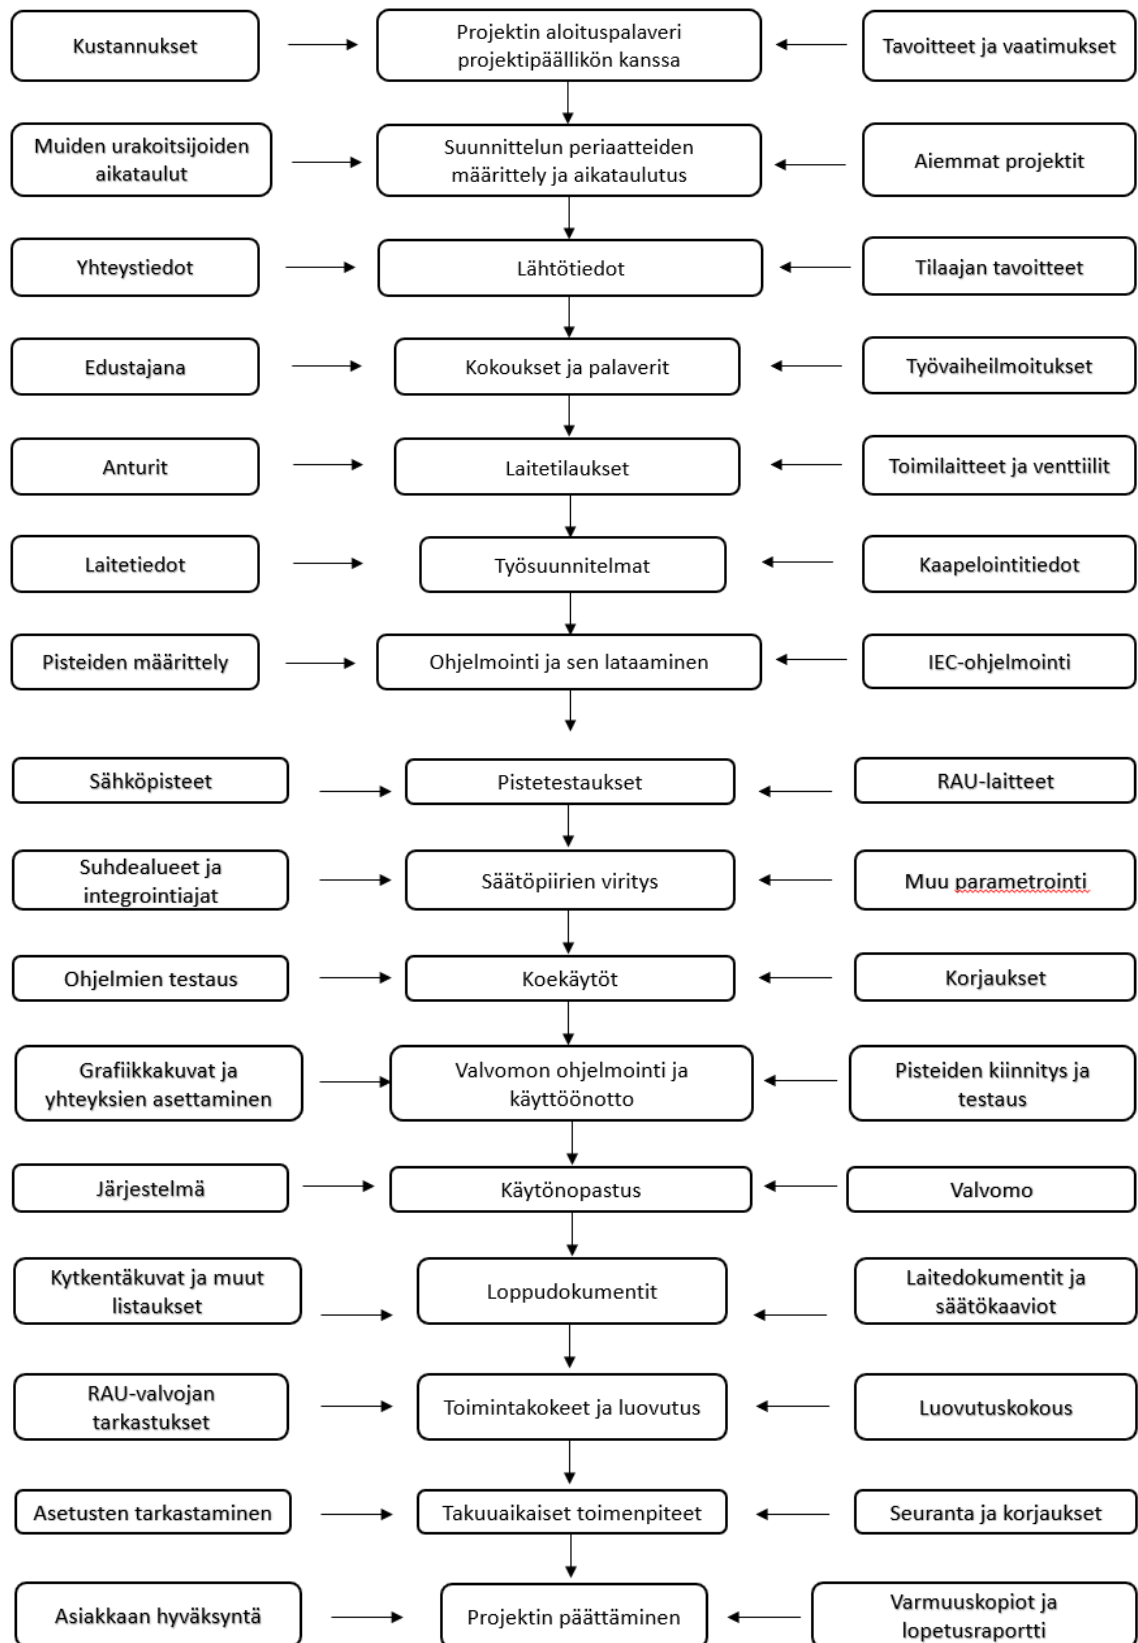 Kustannukset
Projektin aloituspalaveri
projektipäällikön kanssa
Tavoitteet ja vaatimukset
Muiden urakoitsijoiden
aikataulut
Suunnittelun periaatteiden
määrittely ja aikataulutus
Aiemmat projektit
Yhteystiedot
Lähtötiedot
Tilaajan tavoitteet
Edustajana
Kokoukset ja palaverit
Työvaiheilmoitukset
Anturit
Laitetilaukset
Toimilaitteet ja venttiilit
Laitetiedot
Työsuunnitelmat
Kaapelointitiedot
Pisteiden määrittely
Ohjelmointi ja sen lataaminen
IEC-ohjelmointi
Sähköpisteet
Pistetestaukset
RAU-laitteet
Suhdealueet ja
integrointiajat
Säätöpiirien viritys
Muu parametrointi
Ohjelmien testaus
Koekäytöt
Korjaukset
Grafiikkakuvat ja
yhteyksien asettaminen
Valvomon ohjelmointi ja
käyttöönotto
Pisteiden kiinnitys ja
testaus
Järjestelmä
Käytönopastus
Valvomo
Kytkentäkuvat ja muut
listaukset
Loppudokumentit
Laitedokumentit ja
säätökaaviot
RAU-valvojan
tarkastukset
Toimintakokeet ja luovutus
Luovutuskokous
Asetusten tarkastaminen
Takuuaikaiset toimenpiteet
Seuranta ja korjaukset
Asiakkaan hyväksyntä
Projektin päättäminen
Varmuuskopiot ja
lopetusraportti